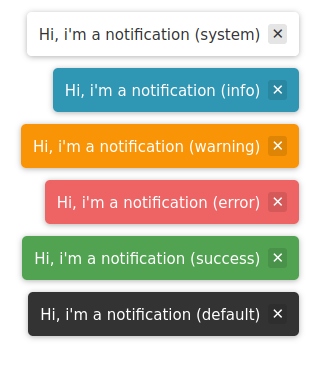 Hi, i'm a notification (system) ✕
Hi, i'm a notification (info) ✕
Hi, i'm a notification (warning) ✕
Hi, i'm a notification (error) ✕
Hi, i'm a notification (success) ✕
Hi, i'm a notification (default) ✕